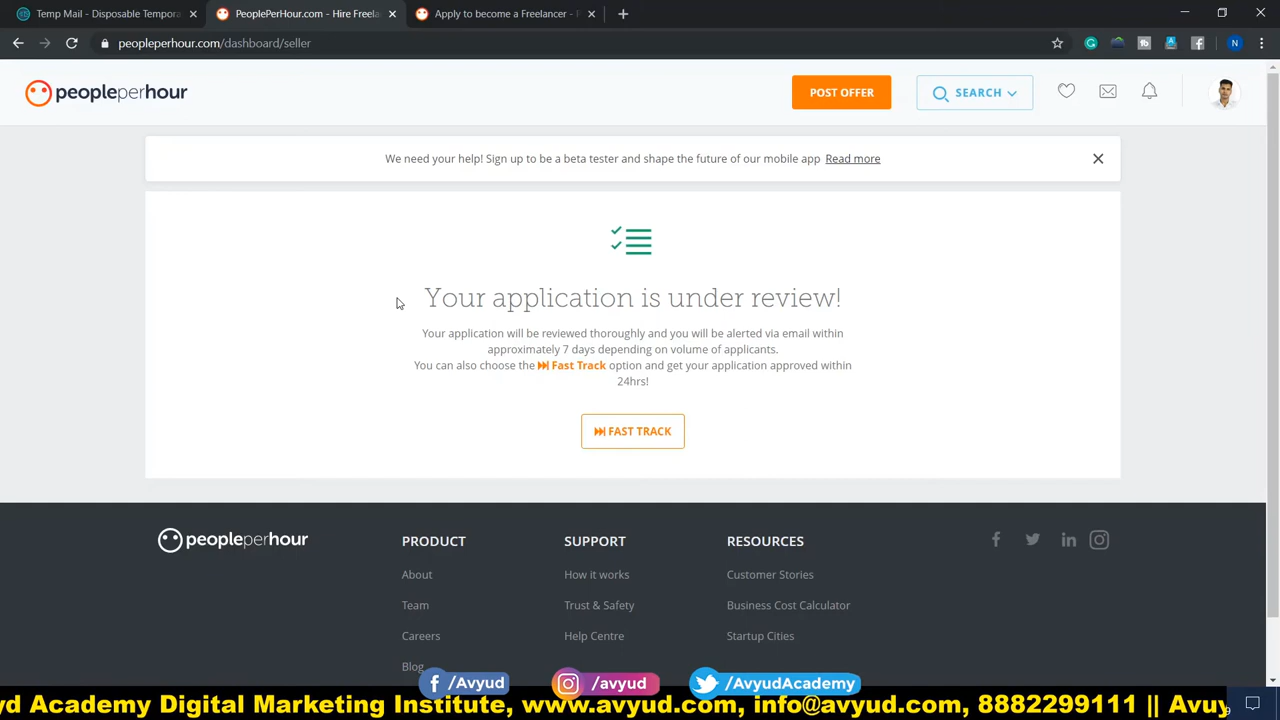 Temp Mail - Disposable Tempora
PeoplePerHour.com - Hire Freela
Apply to become a Freelancer - P
peopleperhour.com/dashboard/seller
N
peopleperhour
POST OFFER
SEARCH
We need your help! Sign up to be a beta tester and shape the future of our mobile app Read more
Your application is under review!
Your application will be reviewed thoroughly and you will be alerted via email within
approximately 7 days depending on volume of applicants.
You can also choose the Fast Track option and get your application approved within
24hrs!
FAST TRACK
peopleperhour
PRODUCT
SUPPORT
RESOURCES
About
How it works
Customer Stories
Team
Trust & Safety
Business Cost Calculator
Careers
Help Centre
Startup Cities
Blog
/Avyud
/avyud
/AvyudAcademy
yd Academy Digital Marketing Institute, www.avyud.com, info@avyud.com, 8882299111 || Avuy